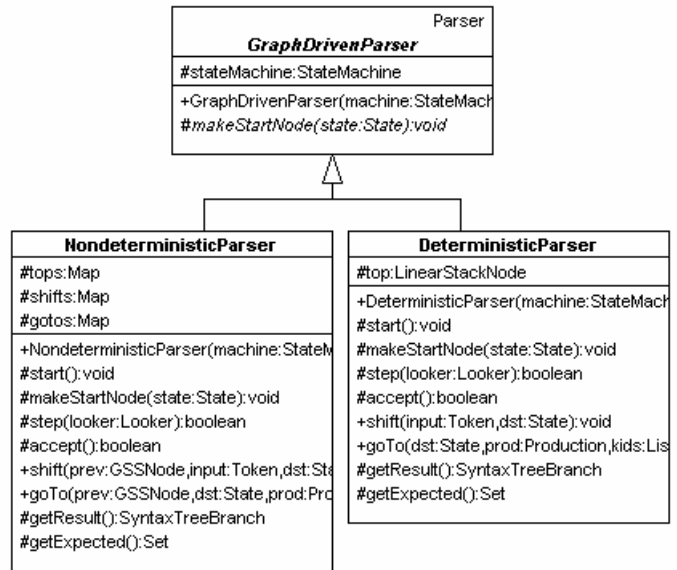 Parser
GraphDrivenParser
#stateMachine:StateMachine
+GraphDrivenParser(machine:StateMach
#makeStartNode(state:State):void
NondeterministicParser
#tops:Map
#shifts:Map
#gotos:Map
+NondeterministicParser(machine:StateM
#start():void
#makeStartNode(state:State):void
#step(looker:Looker):boolean
#accept():boolean
+shift(prev:GSSNode,input:Token,dst:Sta
+goTo(prev:GSSNode,dst:State,prod:Pro
#getResult():SyntaxTreeBranch
#getExpected():Set
DeterministicParser
#top:LinearStackNode
+DeterministicParser(machine:StateMach
#start():void
#makeStartNode(state:State):void
#step(looker:Looker):boolean
#accept():boolean
+shift(input:Token,dst:State):void
+goTo(dst:State,prod:Production,kids:Lis
#getResult():SyntaxTreeBranch
#getExpected():Set